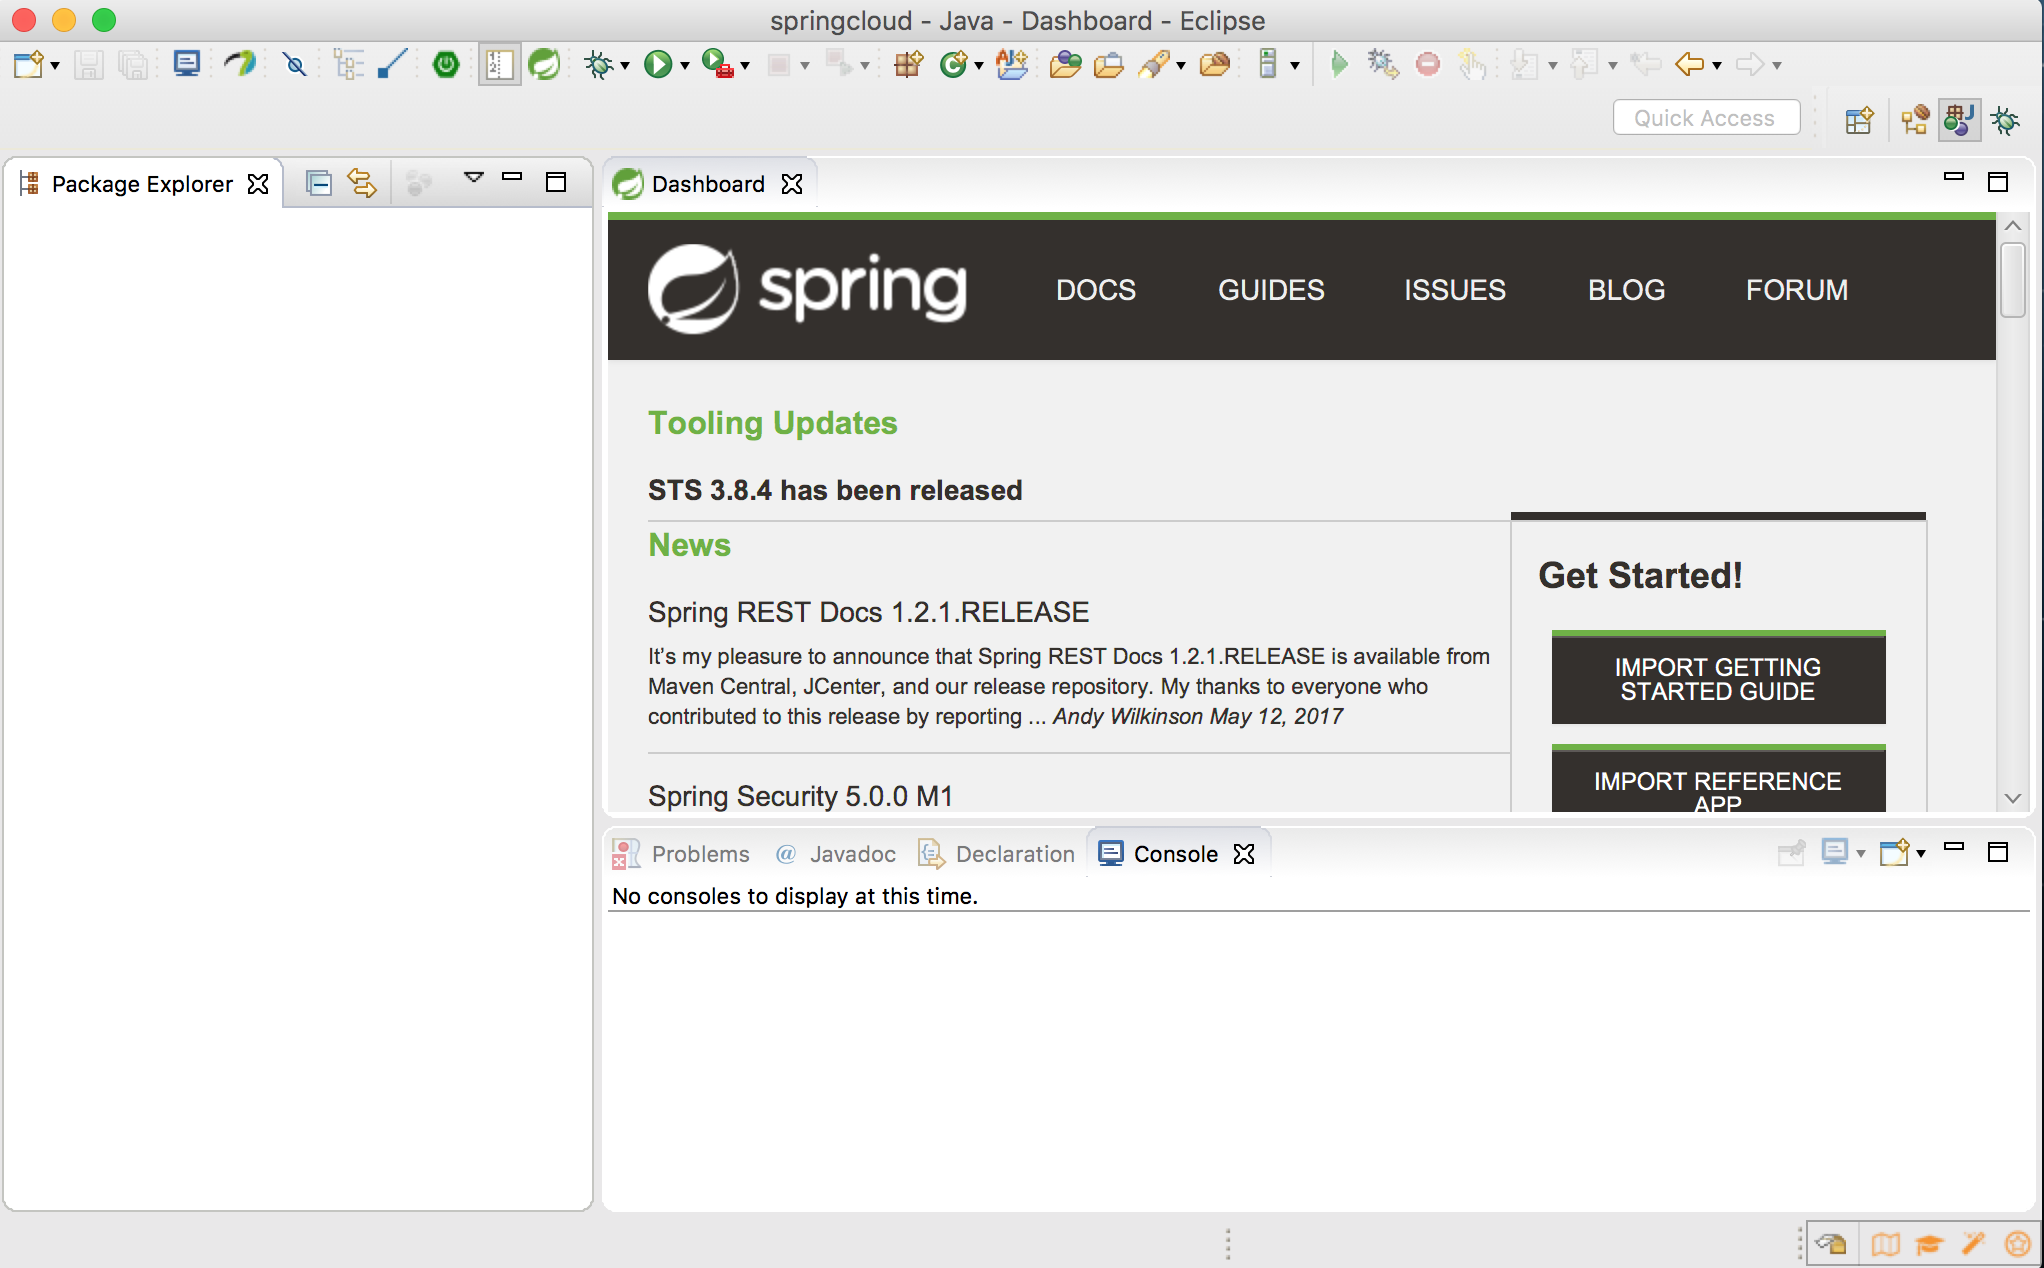 springcloud - Java - Dashboard - Eclipse
Quick Access
Package Explorer
Dashboard
spring
DOCS
GUIDES
ISSUES
BLOG
FORUM
Tooling Updates
STS 3.8.4 has been released
News
Spring REST Docs 1.2.1.RELEASE
It’s my pleasure to announce that Spring REST Docs 1.2.1.RELEASE is available from
Maven Central, JCenter, and our release repository. My thanks to everyone who
contributed to this release by reporting ... Andy Wilkinson May 12, 2017
Spring Security 5.0.0 M1
Get Started!
IMPORT GETTING
STARTED GUIDE
IMPORT REFERENCE
APP
Problems
@ Javadoc
Declaration
Console
No consoles to display at this time.